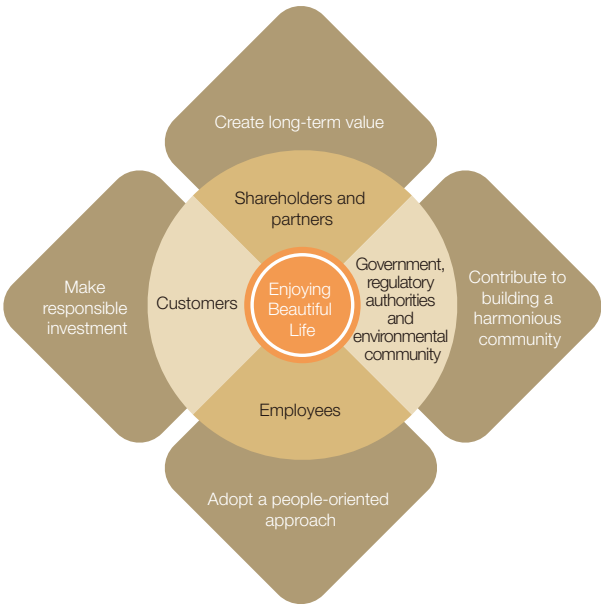 Create long-term value
Shareholders and
partners
Make
responsible
investment
Customers
Enjoying
Beautiful
Life
Government,
regulatory
authorities
and
environmental
community
Contribute to
building a
harmonious
community
Employees
Adopt a people-oriented
approach